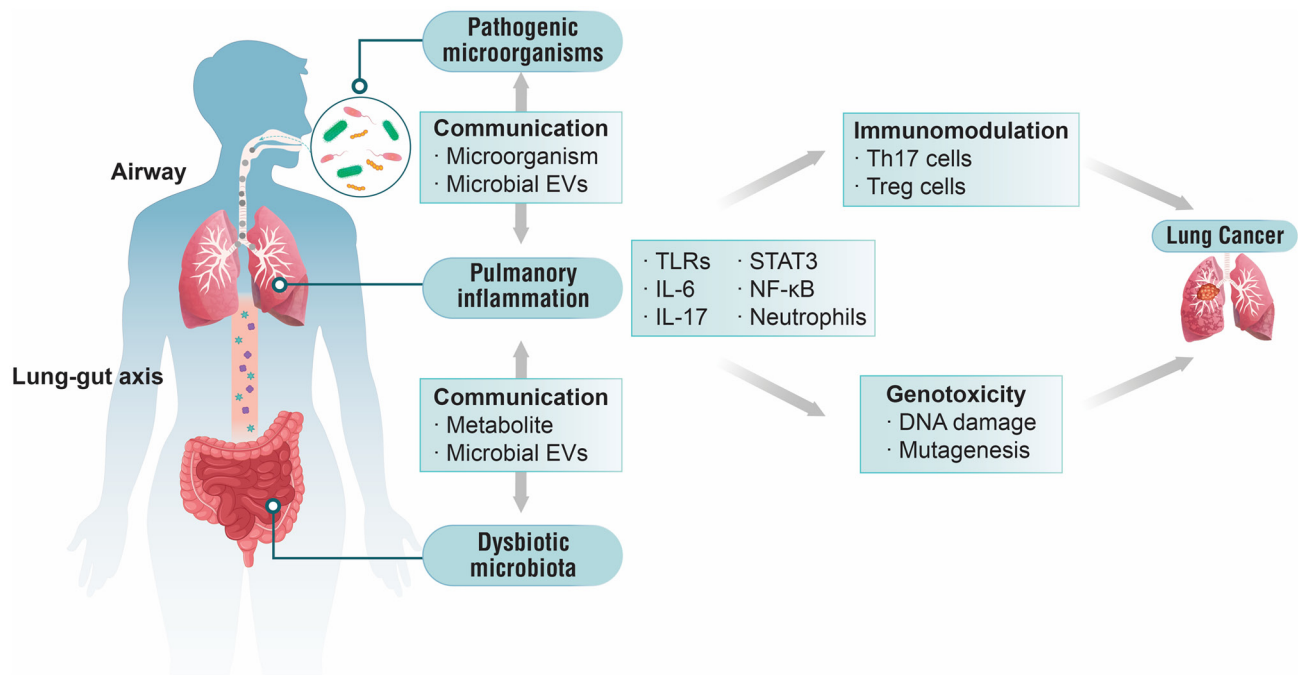 Pathogenic
microorganisms
Communication
· Microorganism
· Microbial EVs
Airway
Pulmanory
inflammation
Lung-gut axis
Communication
· Metabolite
· Microbial EVs
Dysbiotic
microbiota
· TLRs
· IL-6
· IL-17
· STAT3
· NF-κB
· Neutrophils
Immunomodulation
· Th17 cells
· Treg cells
Genotoxicity
· DNA damage
· Mutagenesis
Lung Cancer